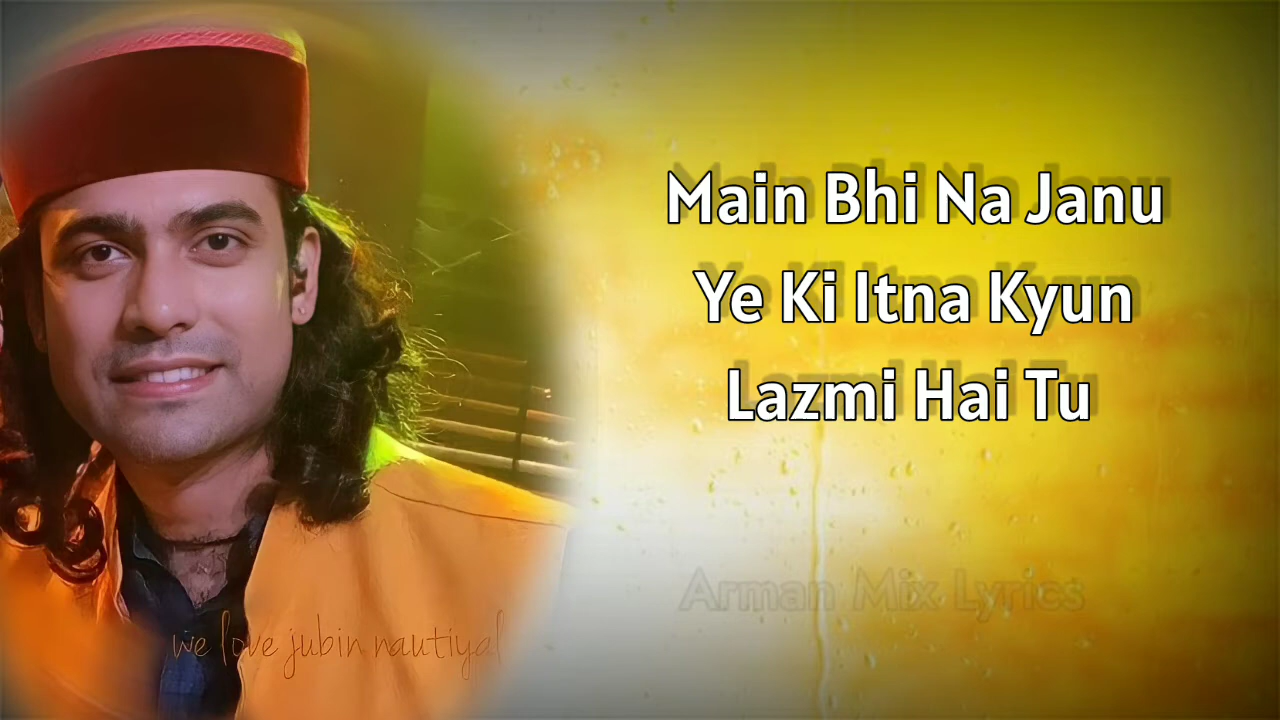 Main Bhi Na Janu
Ye Ki Itna Kyun
Lazmi Hai Tu
Arman Mix Lyrics
we love jubin nautiyal